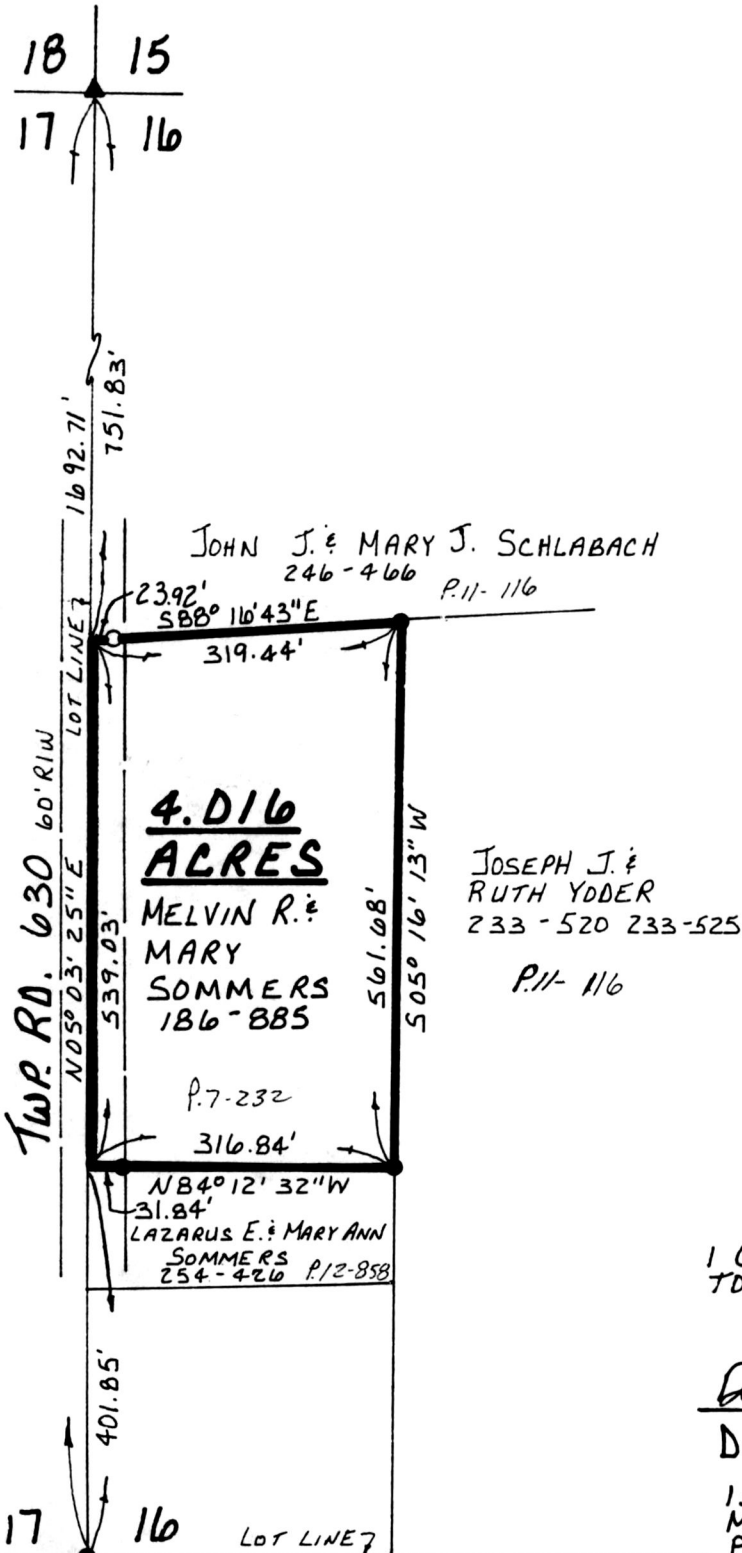 18 15
17 16
1692.71'
751.83'
JOHN J. & MARY J. SCHLABACH
246-466
P.11-116
23.92'
S88° 16'43"E
319.44'
LOT LINE
TWP. RD. 630 60' R/W
N05° 03' 25" E
539.03'
4.016
ACRES
MELVIN R. &
MARY
SOMMERS
186-885
P.7-232
561.68'
S05° 16' 13" W
JOSEPH J. &
RUTH YODER
233-520 233-525
P.11-116
316.84'
N84° 12' 32" W
31.84'
LAZARUS E. & MARY ANN
SOMMERS
254-426 P.12-858
401.85'
17 16
LOT LINE
TO
D
1.